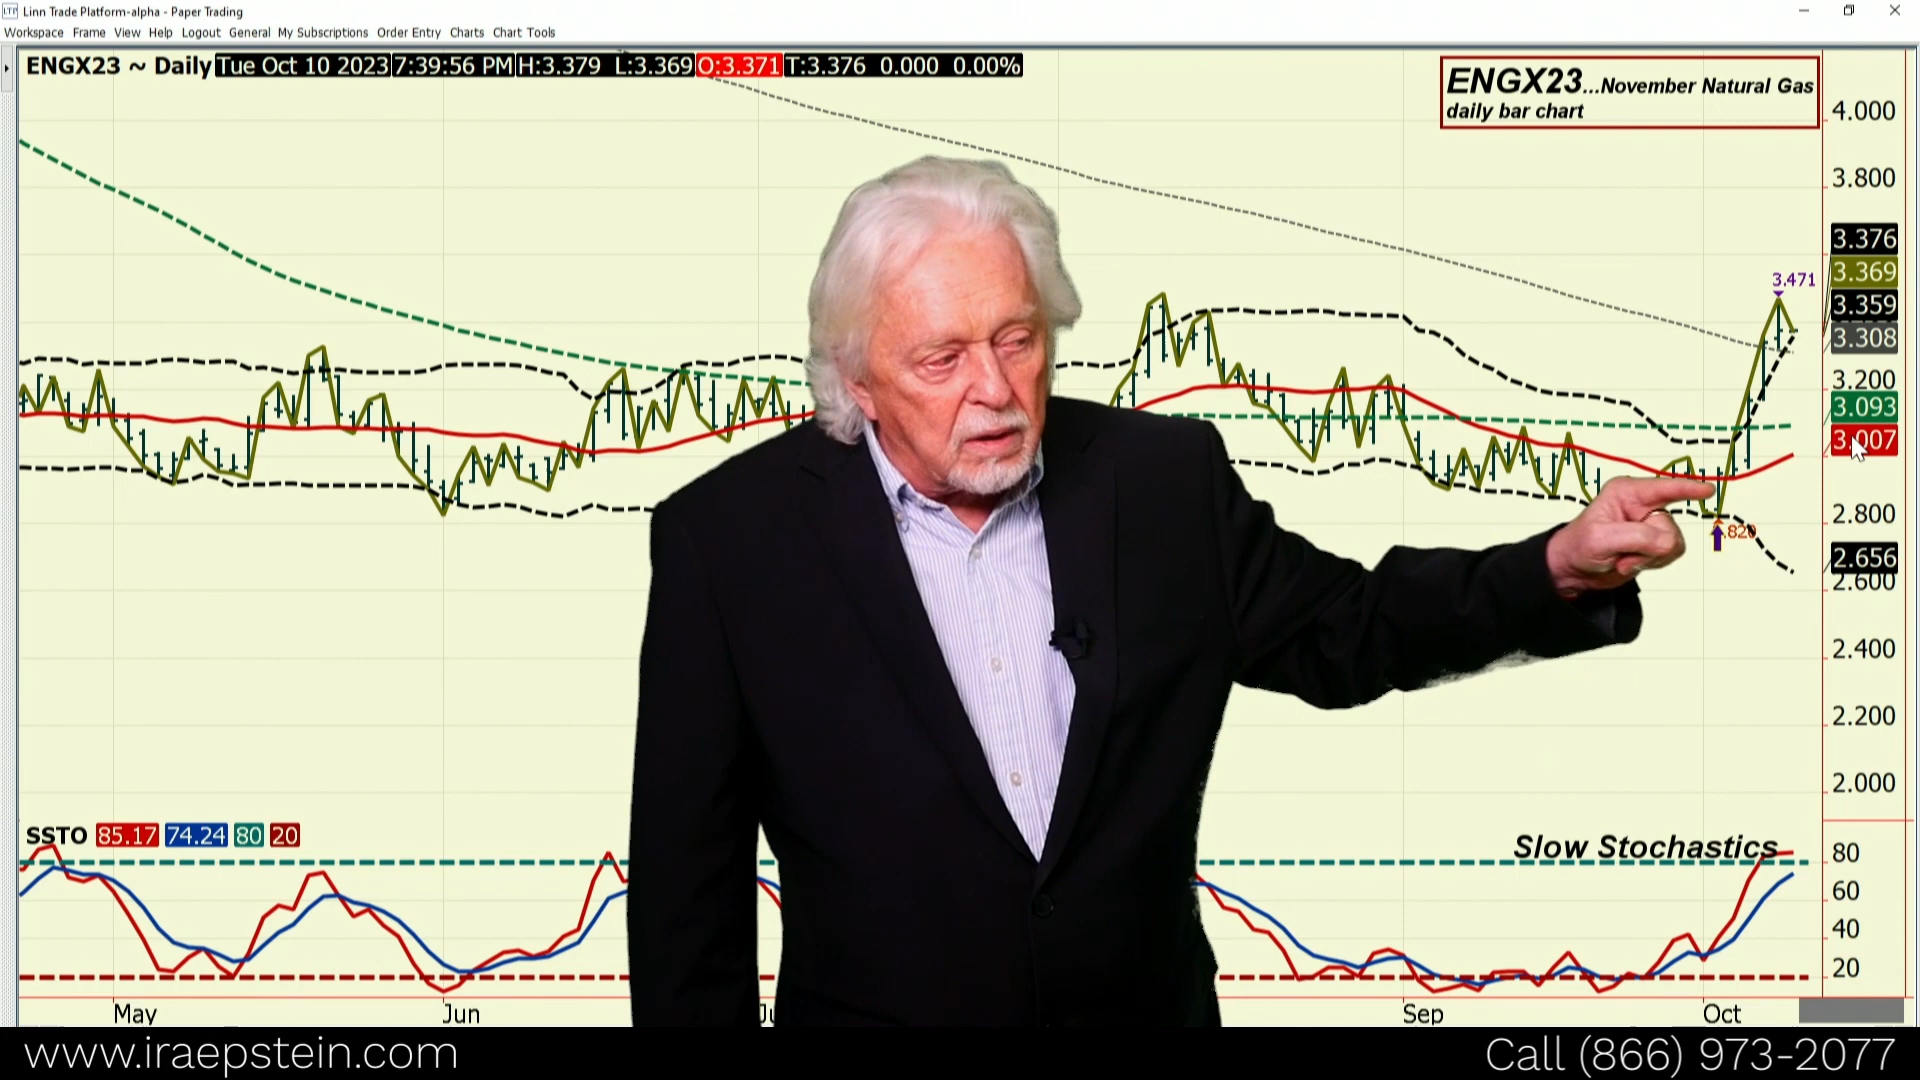 LTP Linn Trade Platform-alpha - Paper Trading
Workspace Frame View Help Logout General My Subscriptions Order Entry Charts Chart Tools
ENGX23 ~ Daily Tue Oct 10 2023 7:39:56 PM H:3.379 L:3.369 O:3.371 T:3.376 0.000 0.00%
ENGX23...November Natural Gas
daily bar chart
4.000
3.800
3.376
3.369
3.471
3.359
3.308
3.200
3.093
3.007
2.800
.820
2.656
2.600
2.400
2.200
2.000
SSTO 85.17 74.24 80 20
Slow Stochastics
80
60
40
20
May Jun Sep Oct
www.iraepstein.com
Call (866) 973-2077